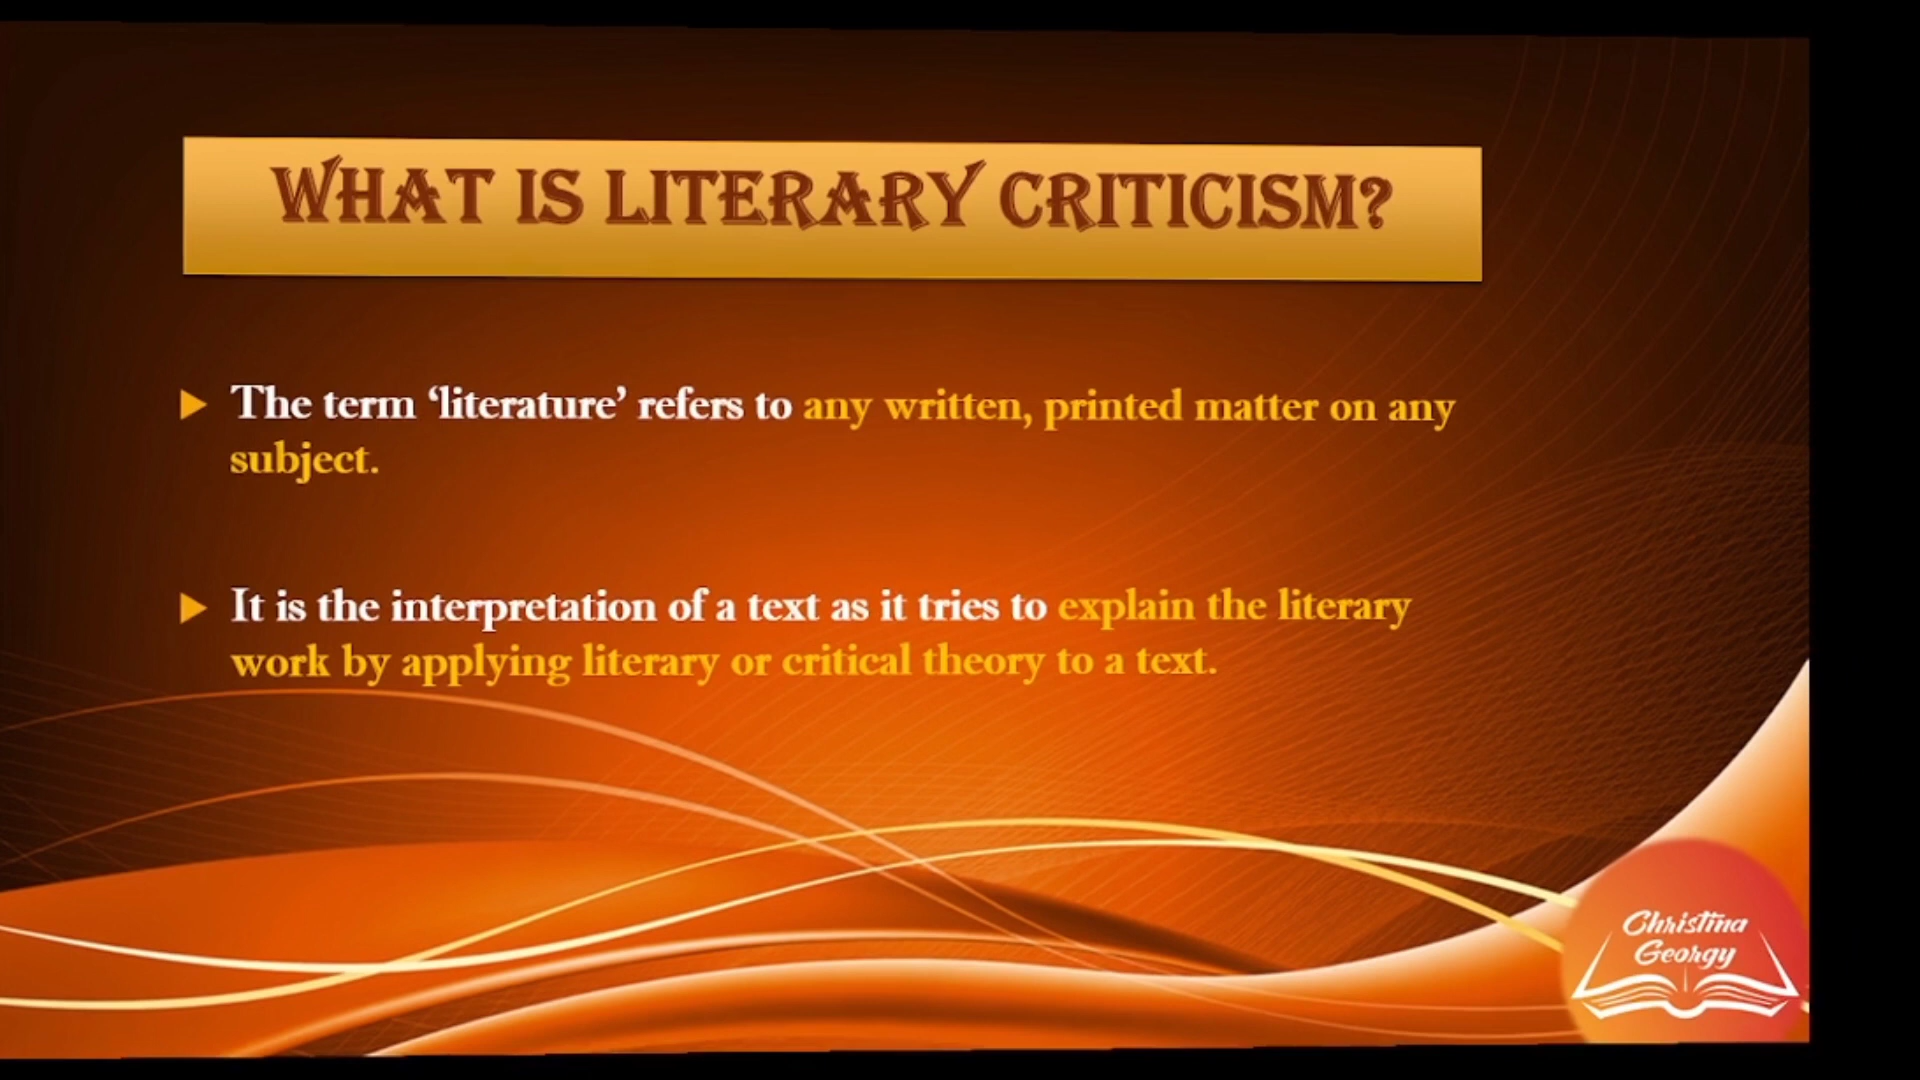 WHAT IS LITERARY CRITICISM?
The term ‘literature’ refers to any written, printed matter on any
subject.
It is the interpretation of a text as it tries to explain the literary
work by applying literary or critical theory to a text.
Christina
Georgy